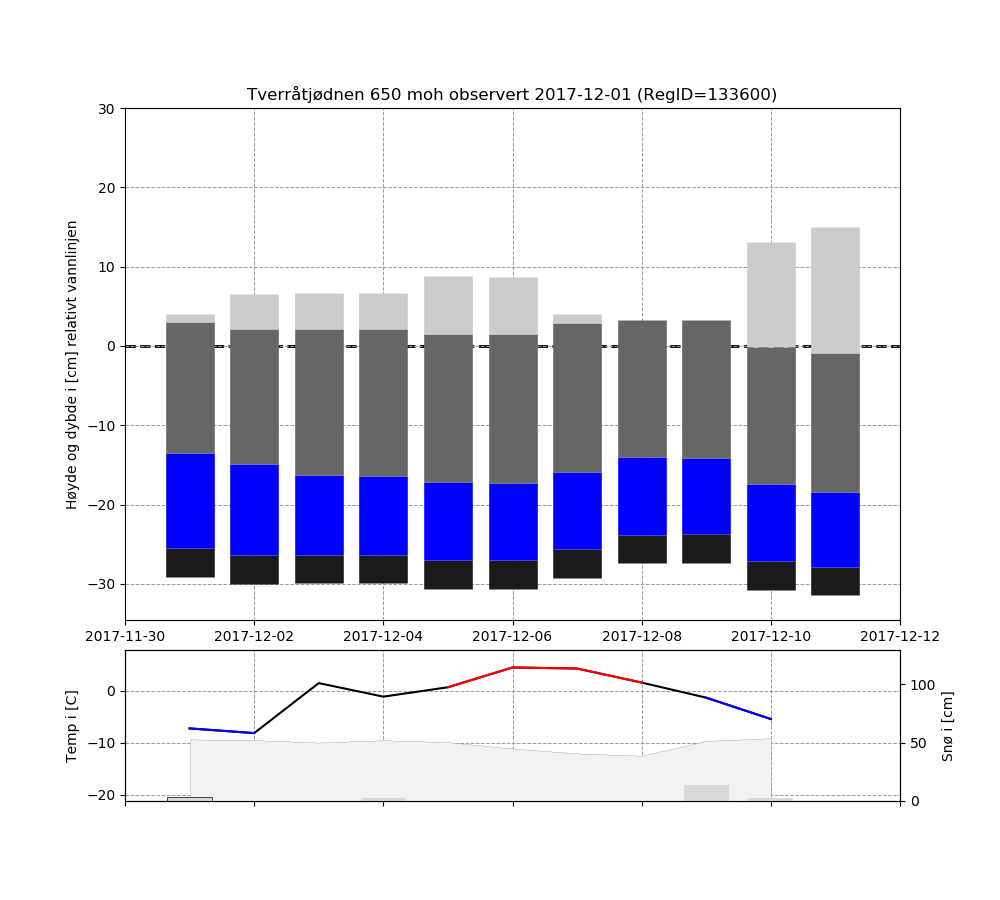 Tverråtjødnen 650 moh observert 2017-12-01 (RegID=133600)
Høyde og dybde i [cm] relativt vannlinjen
30
20
10
0
−10
−20
−30
2017-11-30 2017-12-02 2017-12-04 2017-12-06 2017-12-08 2017-12-10 2017-12-12
Temp i [C]
0
−10
−20
100
50
0
Snø i [cm]